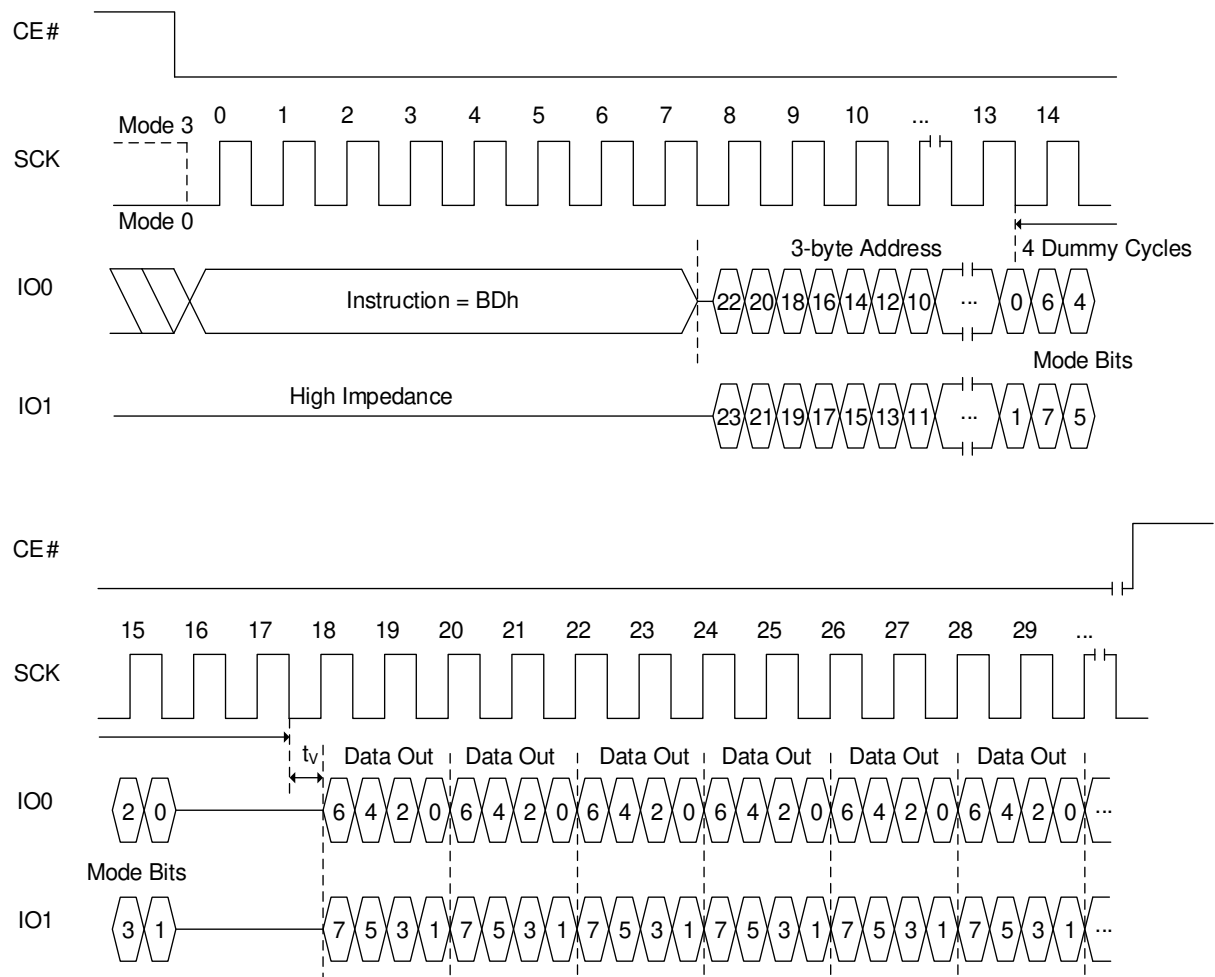 CE#
0 1 2 3 4 5 6 7 8 9 10 ... 13 14
Mode 3
SCK
Mode 0
3-byte Address 4 Dummy Cycles
IO0 Instruction = BDh 22 20 18 16 14 12 10 ... 0 6 4
Mode Bits
High Impedance
IO1 23 21 19 17 15 13 11 ... 1 7 5
CE#
15 16 17 18 19 20 21 22 23 24 25 26 27 28 29 ...
SCK
tV Data Out Data Out Data Out Data Out Data Out Data Out
IO0 2 0 6 4 2 0 6 4 2 0 6 4 2 0 6 4 2 0 6 4 2 0 6 4 2 0 ...
Mode Bits
IO1 3 1 7 5 3 1 7 5 3 1 7 5 3 1 7 5 3 1 7 5 3 1 7 5 3 1 ...